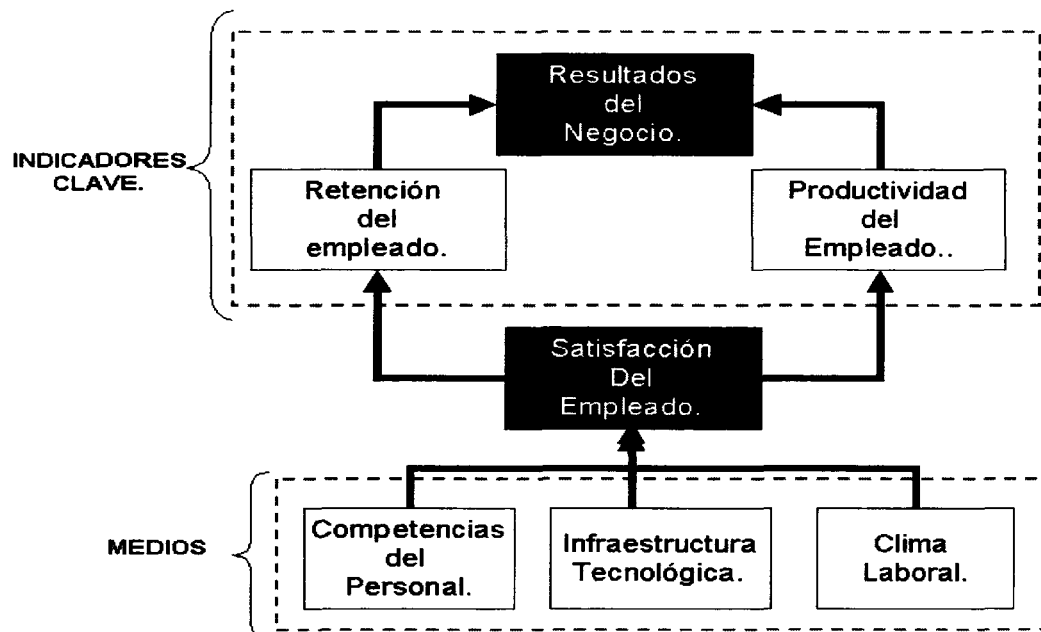 Resultados
del
Negocio.
INDICADORES
CLAVE.
Retención
del
empleado.
Productividad
del
Empleado..
Satisfacción
Del
Empleado.
MEDIOS
Competencias
del
Personal.
Infraestructura
Tecnológica.
Clima
Laboral.